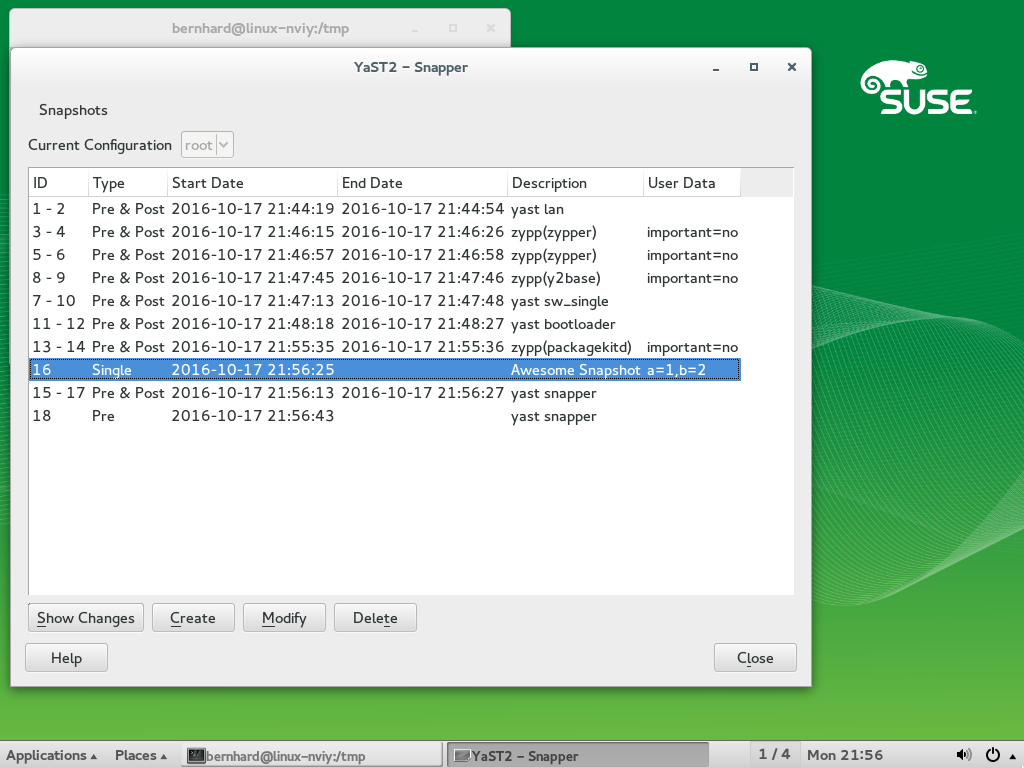 bernhard@linux-nviy:/tmp
YaST2 - Snapper
SUSE
Snapshots
Current Configuration root
ID Type Start Date End Date Description User Data
1 - 2 Pre & Post 2016-10-17 21:44:19 2016-10-17 21:44:54 yast lan
3 - 4 Pre & Post 2016-10-17 21:46:15 2016-10-17 21:46:26 zypp(zypper) important=no
5 - 6 Pre & Post 2016-10-17 21:46:57 2016-10-17 21:46:58 zypp(zypper) important=no
8 - 9 Pre & Post 2016-10-17 21:47:45 2016-10-17 21:47:46 zypp(y2base) important=no
7 - 10 Pre & Post 2016-10-17 21:47:13 2016-10-17 21:47:48 yast sw_single
11 - 12 Pre & Post 2016-10-17 21:48:18 2016-10-17 21:48:27 yast bootloader
13 - 14 Pre & Post 2016-10-17 21:55:35 2016-10-17 21:55:36 zypp(packagekitd) important=no
16 Single 2016-10-17 21:56:25 Awesome Snapshot a=1,b=2
15 - 17 Pre & Post 2016-10-17 21:56:13 2016-10-17 21:56:27 yast snapper
18 Pre 2016-10-17 21:56:43 yast snapper
Show Changes Create Modify Delete
Help Close
Applications Places bernhard@linux-nviy:/tmp YaST2 - Snapper 1 / 4 Mon 21:56